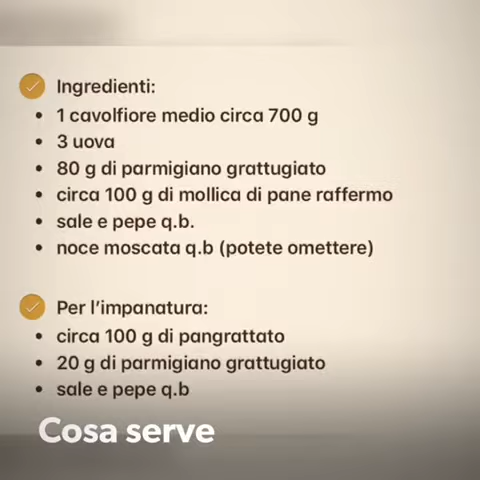 Ingredienti:
• 1 cavolfiore medio circa 700 g
• 3 uova
• 80 g di parmigiano grattugiato
• circa 100 g di mollica di pane raffermo
• sale e pepe q.b.
• noce moscata q.b (potete omettere)
Per l'impanatura:
• circa 100 g di pangrattato
• 20 g di parmigiano grattugiato
• sale e pepe q.b
Cosa serve